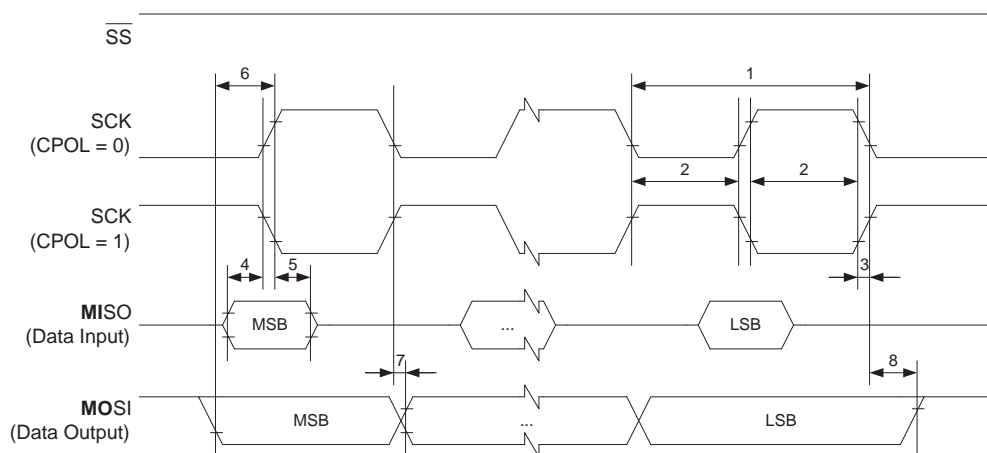 SS
6
1
SCK
(CPOL = 0)
2
2
SCK
(CPOL = 1)
4
5
3
MISO
(Data Input)
MSB
...
LSB
7
8
MOSI
(Data Output)
MSB
...
LSB